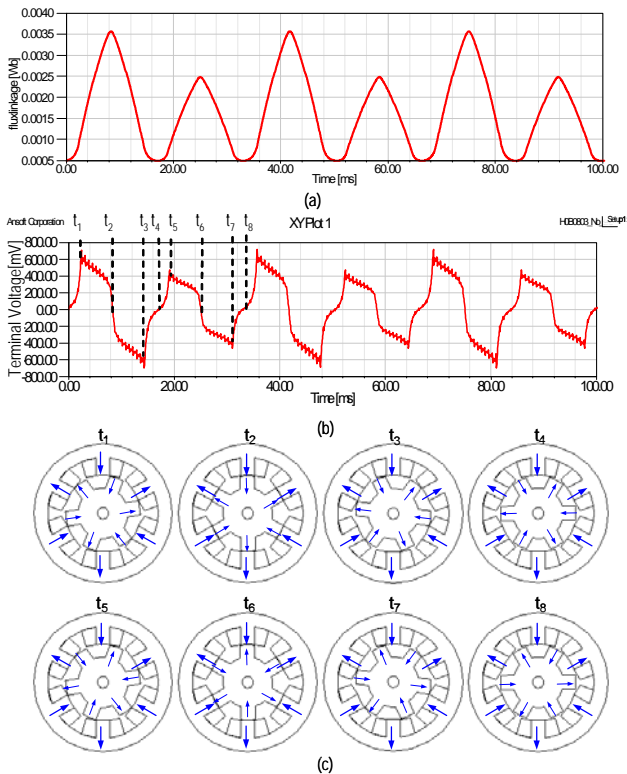 0.0040
0.0035
0.0030
0.0025
0.0020
0.0015
0.0010
0.0005
fluxlinkage [Wb]
0.00 20.00 40.00 60.00 80.00 100.00
Time [ms]
(a)
Ansoft Corporation XY Plot 1
t1 t2 t3 t4 t5 t6 t7 t8
800.00
600.00
400.00
200.00
0.00
-200.00
-400.00
-600.00
-800.00
Terminal Voltage[mV]
0.00 20.00 40.00 60.00 80.00 100.00
Time [ms]
(b)
t1 t2 t3 t4
t5 t6 t7 t8
(c)